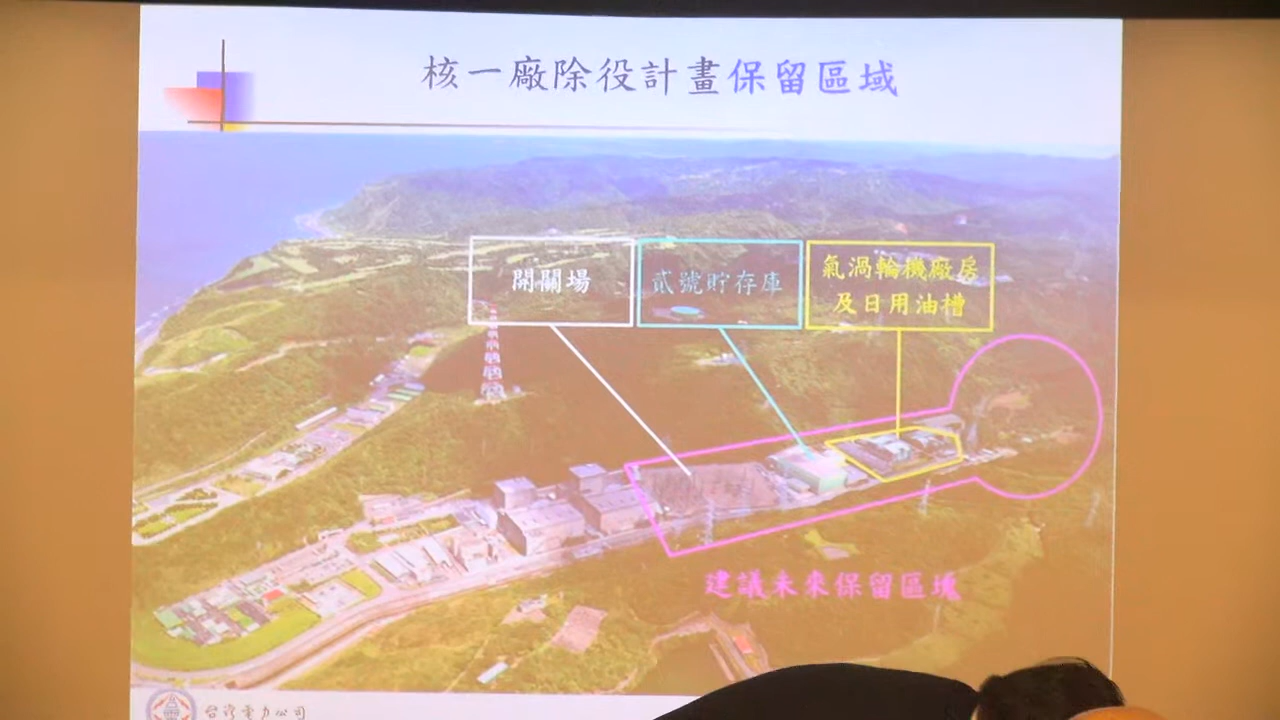 核一廠除役計畫保留區域
開關場
貳號貯存庫
氣渦輪機廠房
及日用油槽
建議未來保留區塊
台灣電力公司